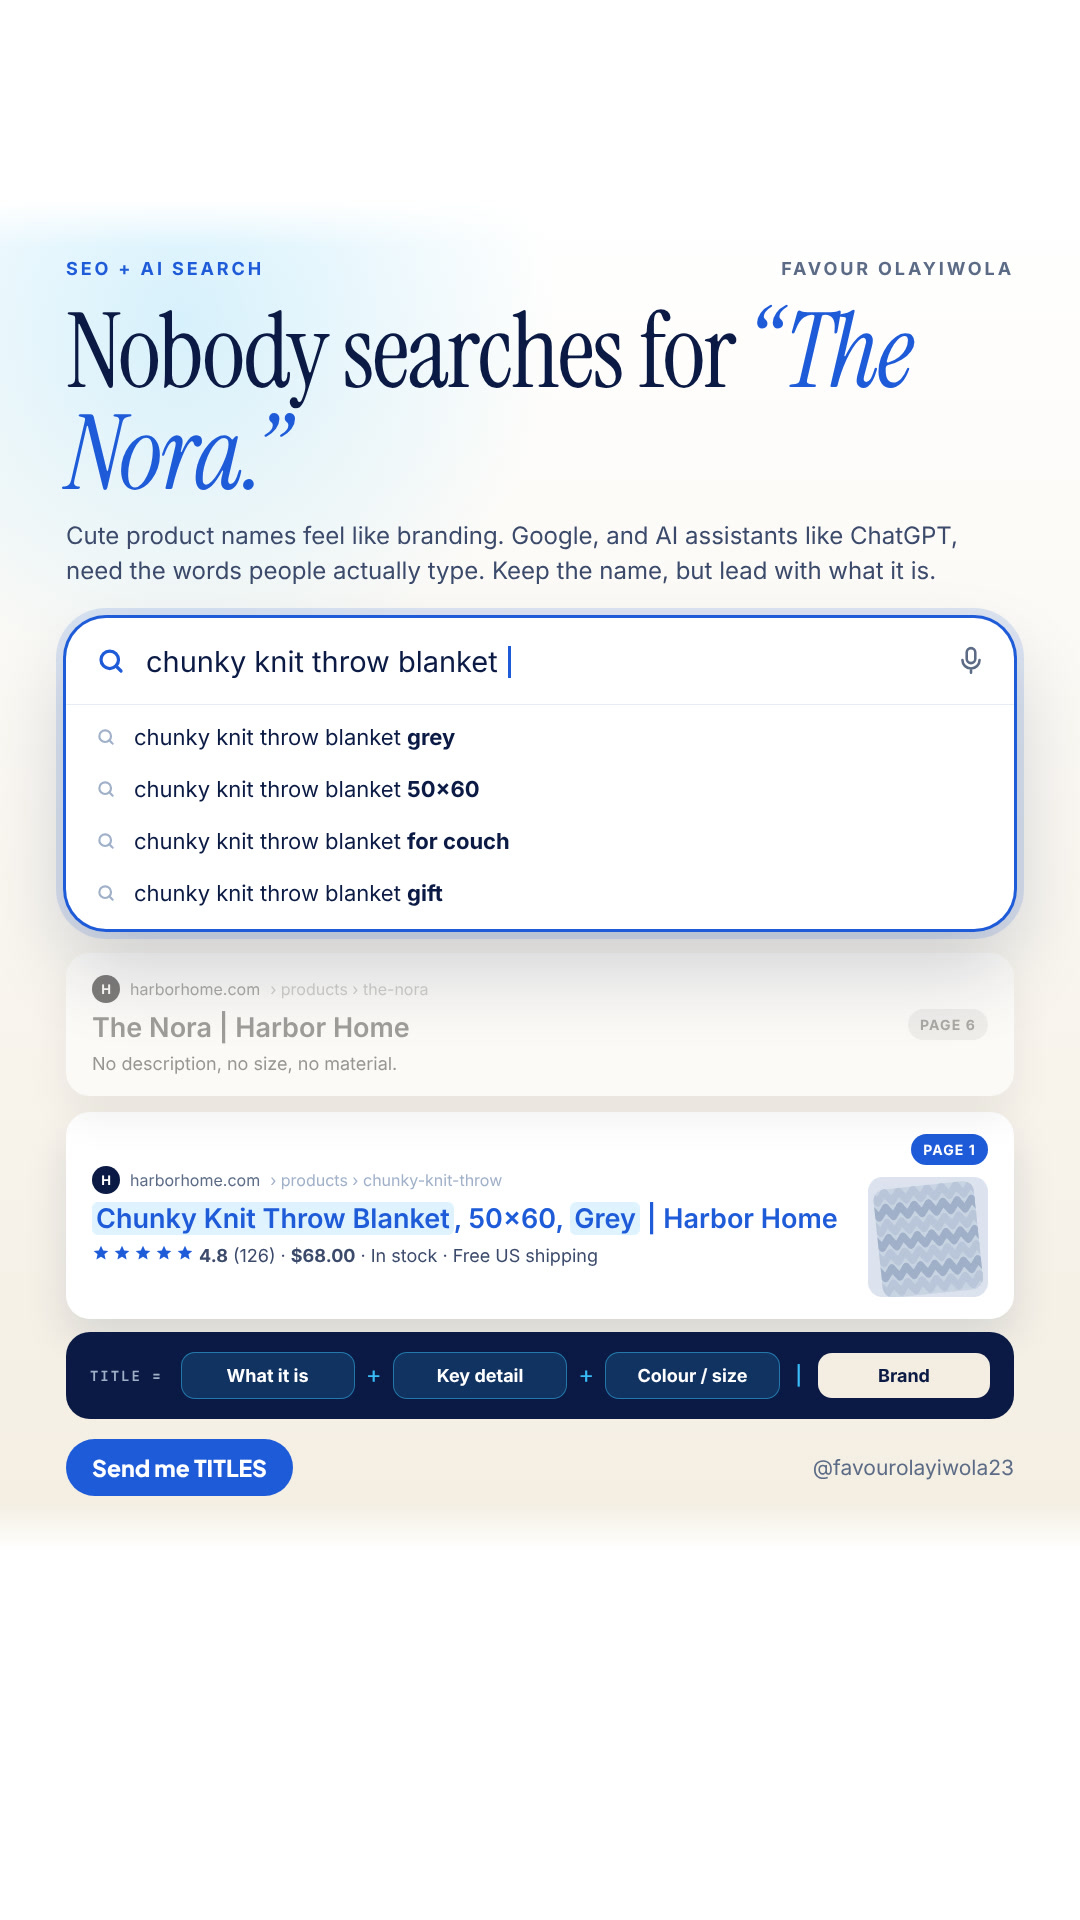 SEO + AI SEARCH
FAVOUR OLAYIWOLA
Nobody searches for “The
Nora.”
Cute product names feel like branding. Google, and AI assistants like ChatGPT,
need the words people actually type. Keep the name, but lead with what it is.
chunky knit throw blanket
chunky knit throw blanket grey
chunky knit throw blanket 50×60
chunky knit throw blanket for couch
chunky knit throw blanket gift
H harborhome.com › products › the-nora
The Nora | Harbor Home
PAGE 6
No description, no size, no material.
PAGE 1
H harborhome.com › products › chunky-knit-throw
Chunky Knit Throw Blanket, 50×60, Grey | Harbor Home
★★★★★ 4.8 (126) · $68.00 · In stock · Free US shipping
TITLE = What it is + Key detail + Colour / size | Brand
Send me TITLES
@favourolayiwola23